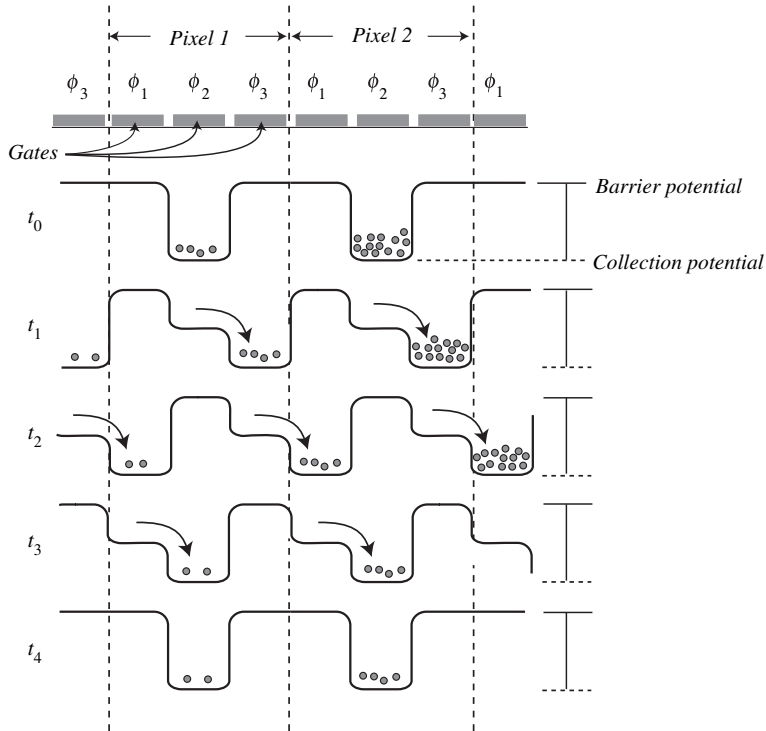 Pixel 1 Pixel 2
ϕ3 ϕ1 ϕ2 ϕ3 ϕ1 ϕ2 ϕ3 ϕ1
Gates
Barrier potential
t0
Collection potential
t1
t2
t3
t4